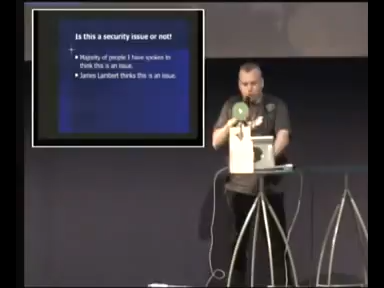 Is this a security issue or not!
Majority of people I have spoken to
think this is an issue.
James Lambert thinks this is an issue.